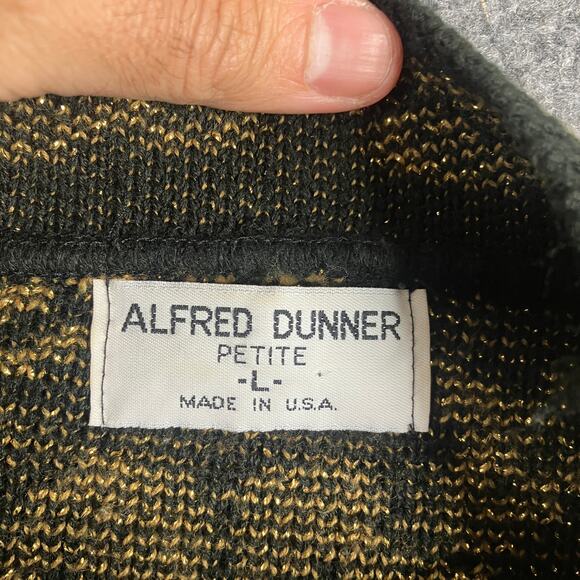 ALFRED DUNNER
PETITE
-L-
MADE IN U.S.A.